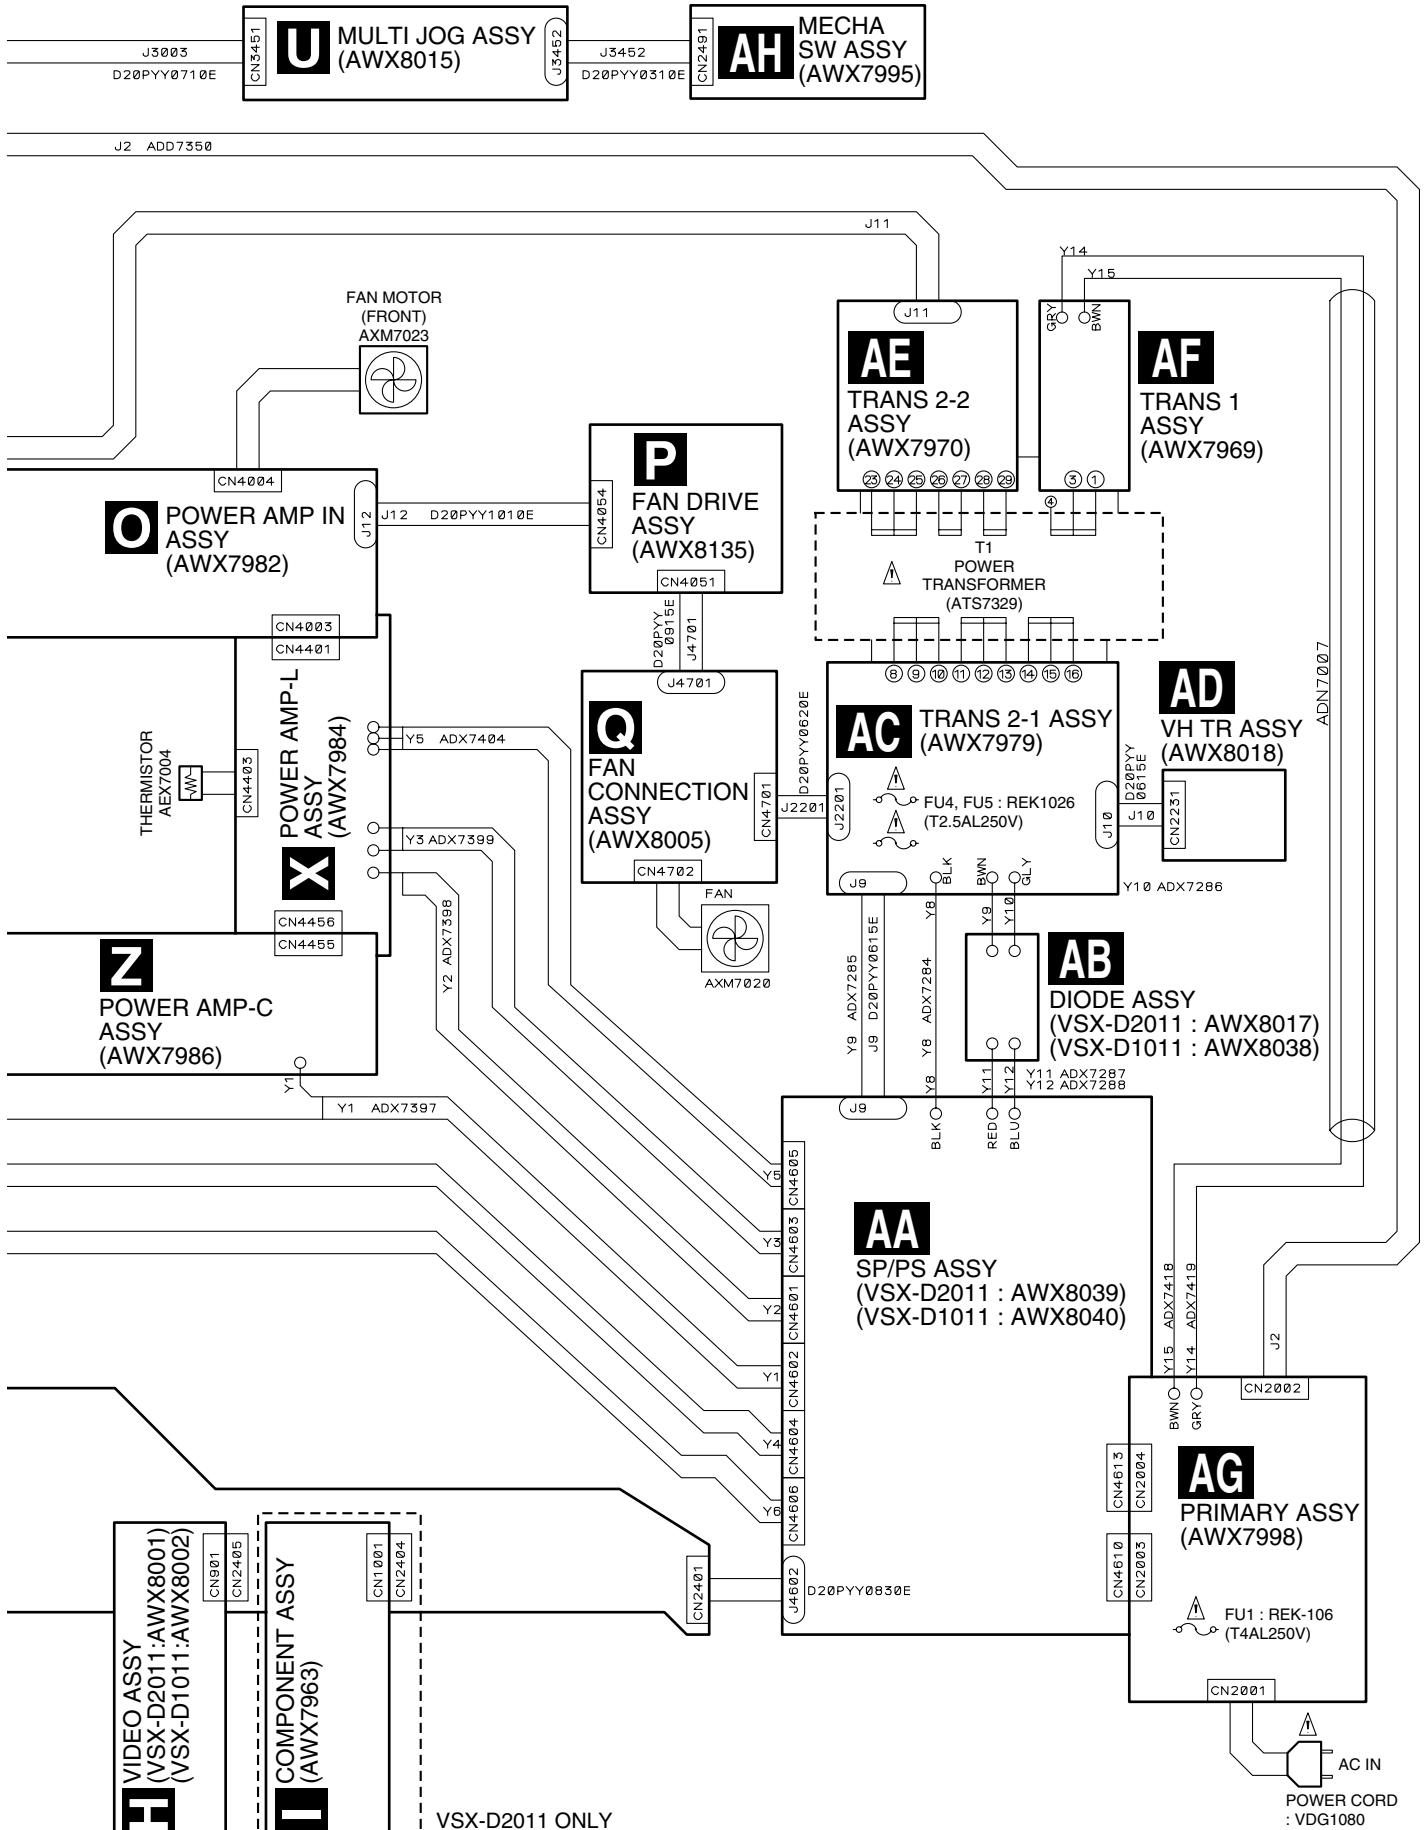 J3003
D20PYY0710E
CN3451
U
MULTI JOG ASSY
(AWX8015)
J3452
J3452
D20PYY0310E
CN2491
AH
MECHA
SW ASSY
(AWX7995)
J2 ADD7350
J11
Y14
Y15
FAN MOTOR
(FRONT)
AXM7023
J11
GRY
BWN
AE
TRANS 2-2
ASSY
(AWX7970)
23 24 25 26 27 28 29
AF
TRANS 1
ASSY
(AWX7969)
3 1
4
CN4004
O
POWER AMP IN
ASSY
(AWX7982)
J12
J12 D20PYY1010E
CN4054
P
FAN DRIVE
ASSY
(AWX8135)
CN4051
T1
POWER
TRANSFORMER
(ATS7329)
D20PYY
0915E
J4701
CN4003
CN4401
J4701
8 9 10 11 12 13 14 15 16
ADN7007
THERMISTOR
AEX7004
CN4403
POWER AMP-L
ASSY
(AWX7984)
X
Y5 ADX7404
Y3 ADX7399
Y2 ADX7398
Q
FAN
CONNECTION
ASSY
(AWX8005)
CN4701
D20PYY0620E
J2201
J2201
CN4702
FAN
AXM7020
AC
TRANS 2-1 ASSY
(AWX7979)
FU4, FU5 : REK1026
(T2.5AL250V)
J10
D20PYY
0615E
J10
AD
VH TR ASSY
(AWX8018)
CN2231
J9
BLK
BWN
GLY
Y10 ADX7286
Y8
Y9
Y10
CN4456
CN4455
Z
POWER AMP-C
ASSY
(AWX7986)
Y1
Y1 ADX7397
Y9 ADX7285
J9 D20PYY0615E
Y8 ADX7284
Y8
AB
DIODE ASSY
(VSX-D2011 : AWX8017)
(VSX-D1011 : AWX8038)
Y11 ADX7287
Y12 ADX7288
Y11
Y12
J9
BLK
RED
BLU
Y5
CN4605
Y3
CN4603
Y2
CN4601
Y1
CN4602
Y4
CN4604
Y6
CN4606
AA
SP/PS ASSY
(VSX-D2011 : AWX8039)
(VSX-D1011 : AWX8040)
Y15 ADX7418
Y14 ADX7419
J2
BWN
GRY
CN2002
CN4613
CN2004
CN4610
CN2003
AG
PRIMARY ASSY
(AWX7998)
FU1 : REK-106
(T4AL250V)
CN2001
AC IN
POWER CORD
: VDG1080
CN2401
J4602
D20PYY0830E
H
VIDEO ASSY
(VSX-D2011:AWX8001)
(VSX-D1011:AWX8002)
CN901
CN2405
I
COMPONENT ASSY
(AWX7963)
CN1001
CN2404
VSX-D2011 ONLY